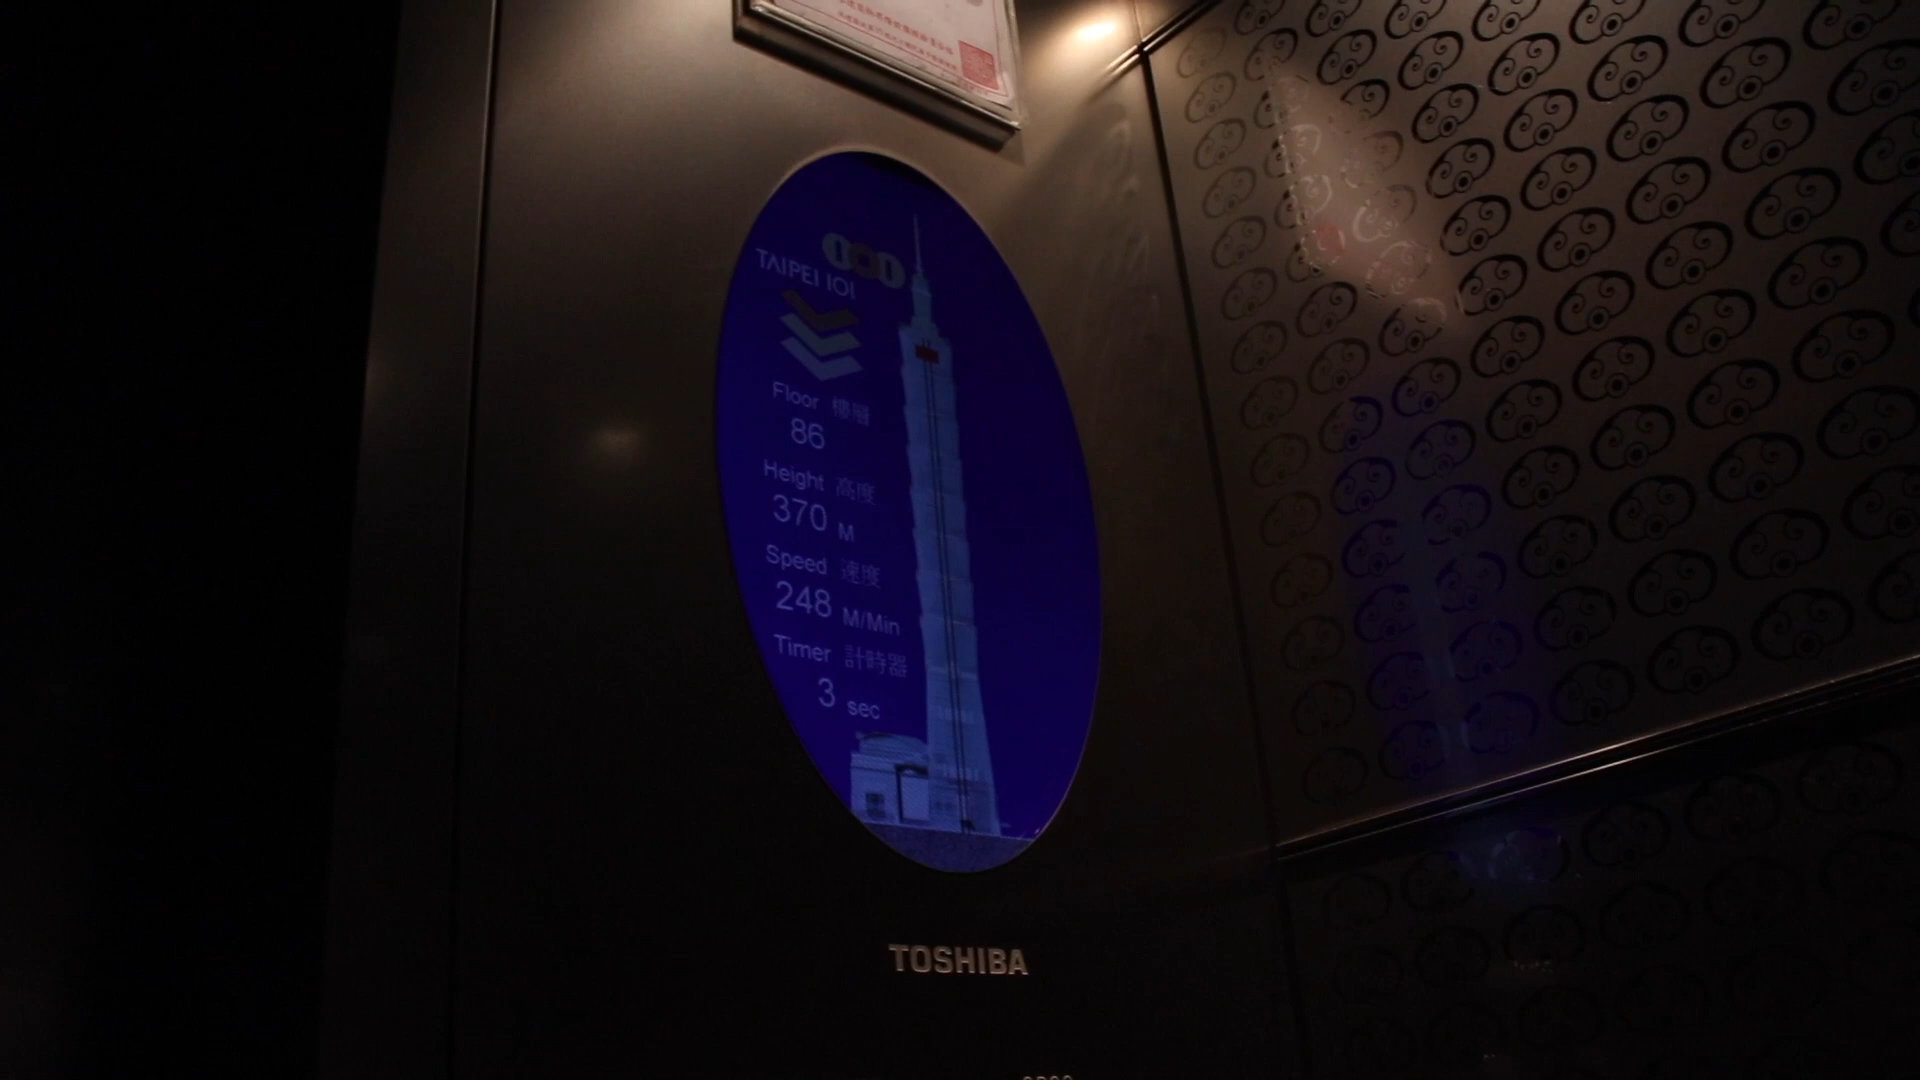 TAIPEI 101
Floor 樓層
86
Height 高度
370 M
Speed 速度
248 M/Min
Timer 計時器
3 sec
TOSHIBA